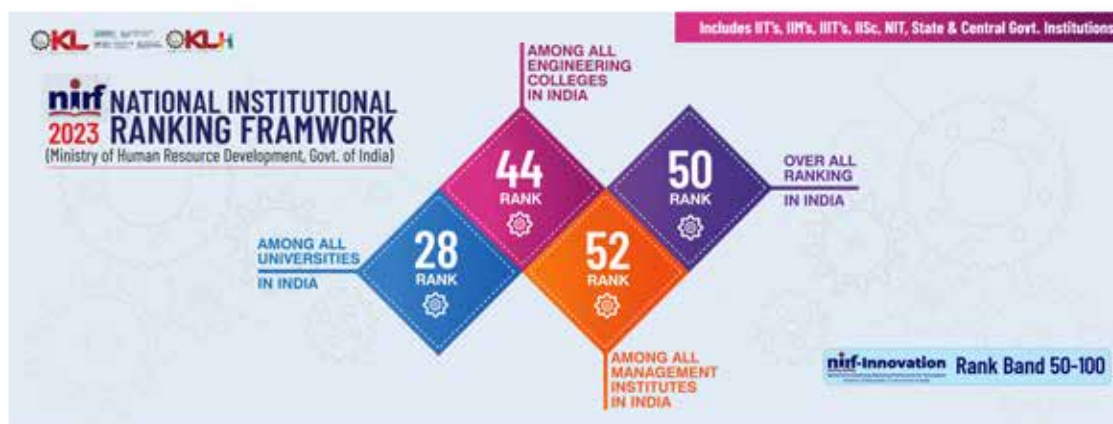 KL
KLH
Includes IIT's, IIM's, IIIT's, IISc, NIT, State & Central Govt. Institutions
nirf NATIONAL INSTITUTIONAL
2023 RANKING FRAMWORK
(Ministry of Human Resource Development, Govt. of India)
AMONG ALL
ENGINEERING
COLLEGES
IN INDIA
44
RANK
50
RANK
OVER ALL
RANKING
IN INDIA
AMONG ALL
UNIVERSITIES
IN INDIA
28
RANK
52
RANK
AMONG ALL
MANAGEMENT
INSTITUTES
IN INDIA
nirf-Innovation Rank Band 50-100